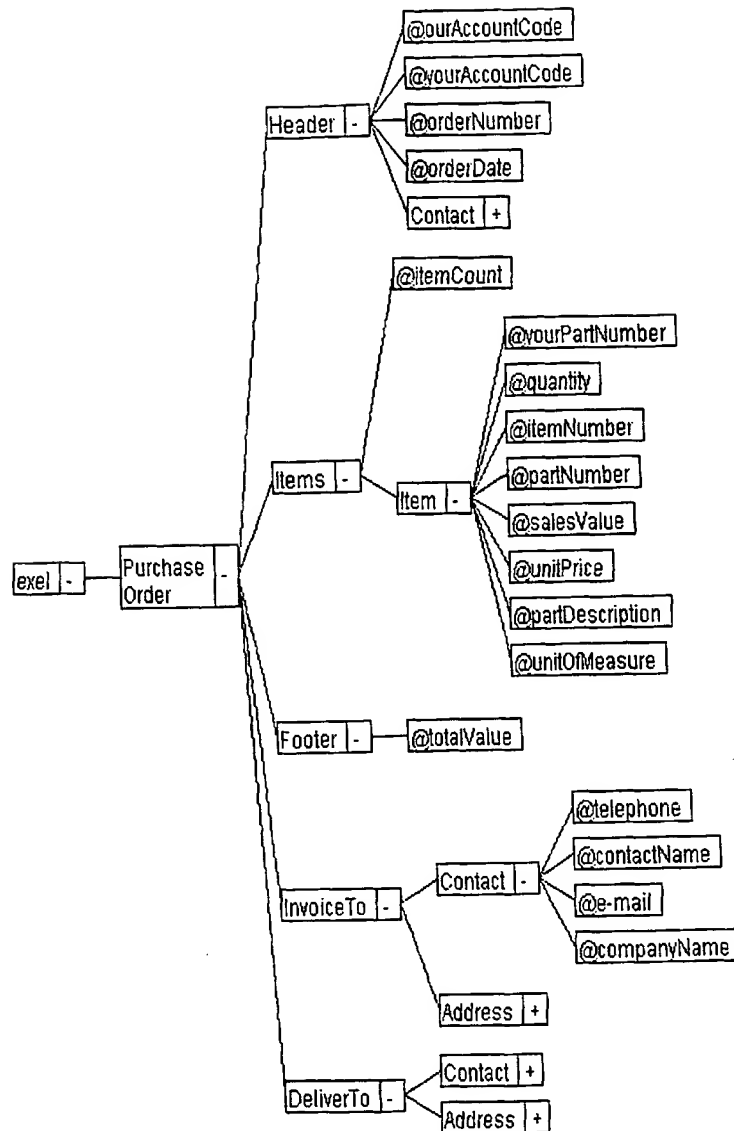 @ourAccountCode
@yourAccountCode
Header -
@orderNumber
@orderDate
Contact +
@itemCount
@yourPartNumber
@quantity
@itemNumber
Items -
@partNumber
Item -
@salesValue
@unitPrice
exel -
Purchase -
Order
@partDescription
@unitOfMeasure
Footer -
@totalValue
@telephone
@contactName
Contact -
InvoiceTo -
@e-mail
@companyName
Address +
Contact +
DeliverTo -
Address +